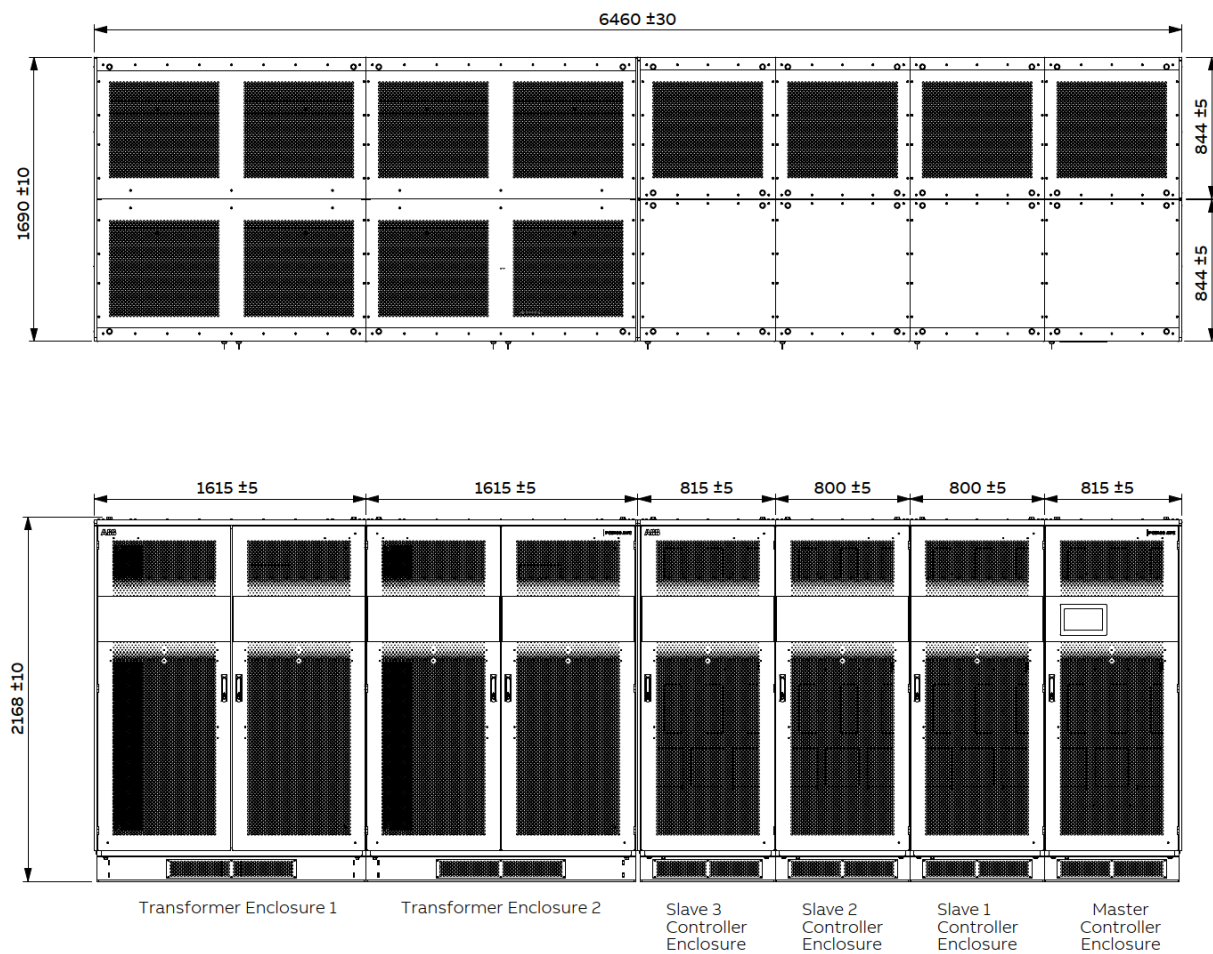 6460 ±30
1690 ±10
844 ±5
844 ±5
1615 ±5
1615 ±5
815 ±5
800 ±5
800 ±5
815 ±5
2168 ±10
ABB
ABB
Transformer Enclosure 1
Transformer Enclosure 2
Slave 3
Controller
Enclosure
Slave 2
Controller
Enclosure
Slave 1
Controller
Enclosure
Master
Controller
Enclosure